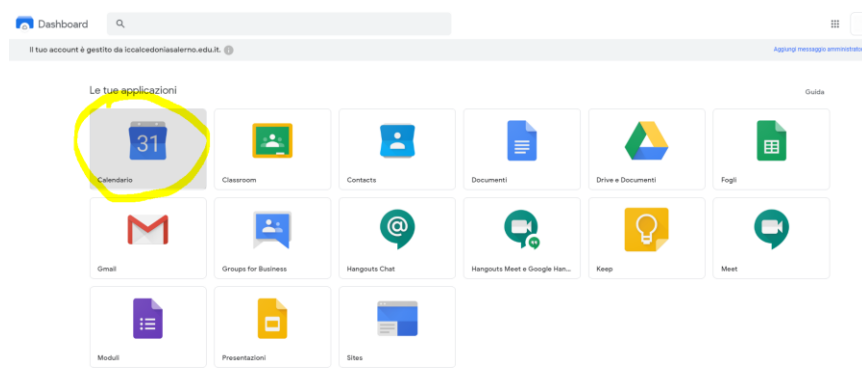 Dashboard
Il tuo account è gestito da iccalcedoniasalerno.edu.it.
Aggiungi messaggio amministrator
Le tue applicazioni
Guida
31
Calendario
Classroom
Contacts
Documenti
Drive e Documenti
Fogli
Gmail
Groups for Business
Hangouts Chat
Hangouts Meet e Google Han...
Keep
Meet
Moduli
Presentazioni
Sites